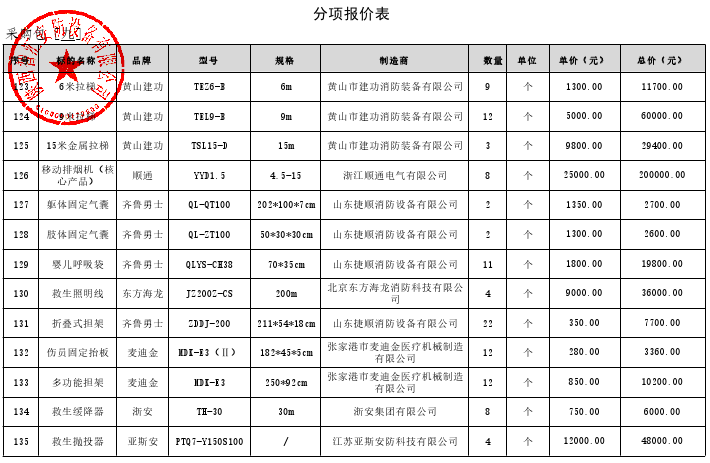 分项报价表
采购包
序号 标的名称 品牌 型号 规格 制造商 数量 单位 单价（元） 总价（元）
123 6米拉梯 黄山建功 TEZ6-B 6m 黄山市建功消防装备有限公司 9 个 1300.00 11700.00
124 9米拉梯 黄山建功 TEL9-B 9m 黄山市建功消防装备有限公司 12 个 5000.00 60000.00
125 15米金属拉梯 黄山建功 TSL15-D 15m 黄山市建功消防装备有限公司 3 个 9800.00 29400.00
126 移动排烟机（核
心产品） 顺通 YYD1.5 4.5-15 浙江顺通电气有限公司 8 个 25000.00 200000.00
127 躯体固定气囊 齐鲁勇士 QL-QT100 202*100*7cm 山东捷顺消防设备有限公司 2 个 1350.00 2700.00
128 肢体固定气囊 齐鲁勇士 QL-ZT100 50*30*30cm 山东捷顺消防设备有限公司 2 个 1300.00 2600.00
129 婴儿呼吸袋 齐鲁勇士 QLYS-CH38 70*35cm 山东捷顺消防设备有限公司 11 个 1800.00 19800.00
130 救生照明线 东方海龙 JZ200Z-CS 200m 北京东方海龙消防科技有限公
司 4 个 9000.00 36000.00
131 折叠式担架 齐鲁勇士 ZDDJ-200 211*54*18cm 山东捷顺消防设备有限公司 22 个 350.00 7700.00
132 伤员固定抬板 麦迪金 MDK-E3（Ⅱ） 182*45*5cm 张家港市麦迪金医疗机械制造
有限公司 12 个 280.00 3360.00
133 多功能担架 麦迪金 MDK-E3 250*92cm 张家港市麦迪金医疗机械制造
有限公司 12 个 850.00 10200.00
134 救生缓降器 浙安 TH-30 30m 浙安集团有限公司 8 个 750.00 6000.00
135 救生抛投器 亚斯安 PTQ7-Y150S100 / 江苏亚斯安防科技有限公司 4 个 12000.00 48000.00